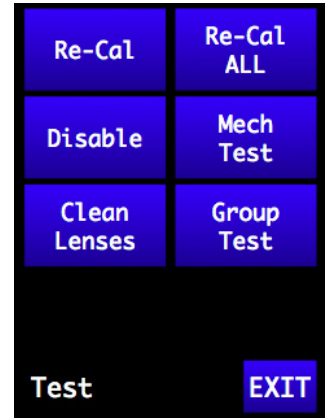 Re-Cal
Re-Cal
ALL
Disable
Mech
Test
Clean
Lenses
Group
Test
Test
EXIT